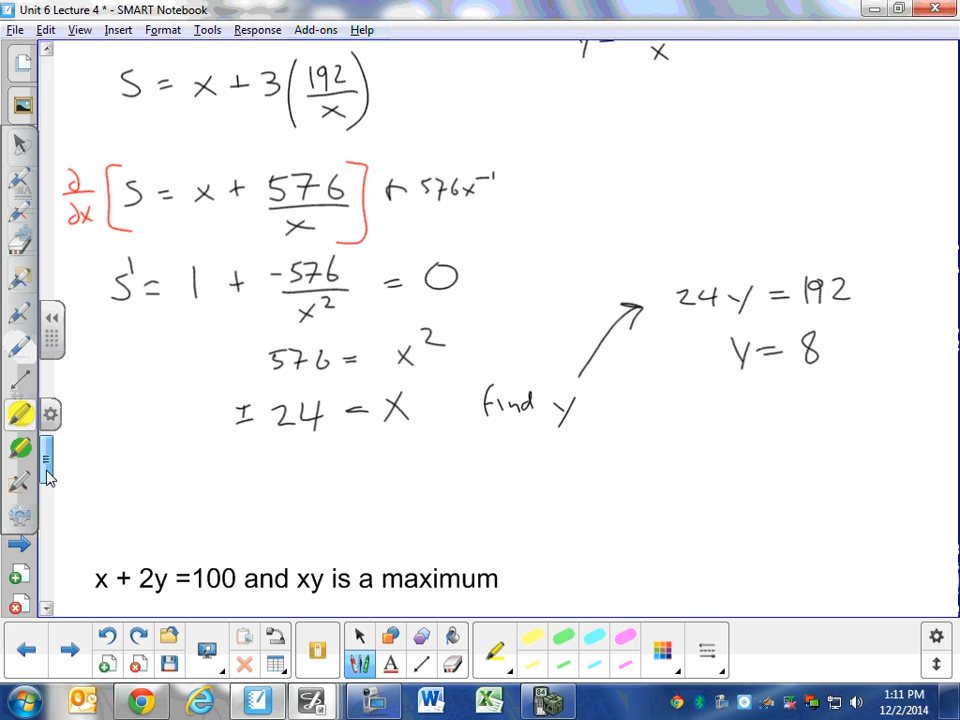 Unit 6 Lecture 4 * - SMART Notebook
File Edit View Insert Format Tools Response Add-ons Help
y = x
S = x + 3(192/x)
∂/∂x [S = x + 576/x] ← 576x⁻¹
S' = 1 + -576/x² = 0
576 = x²
± 24 = x
find y
24y = 192
y = 8
x + 2y =100 and xy is a maximum
1:11 PM
12/2/2014